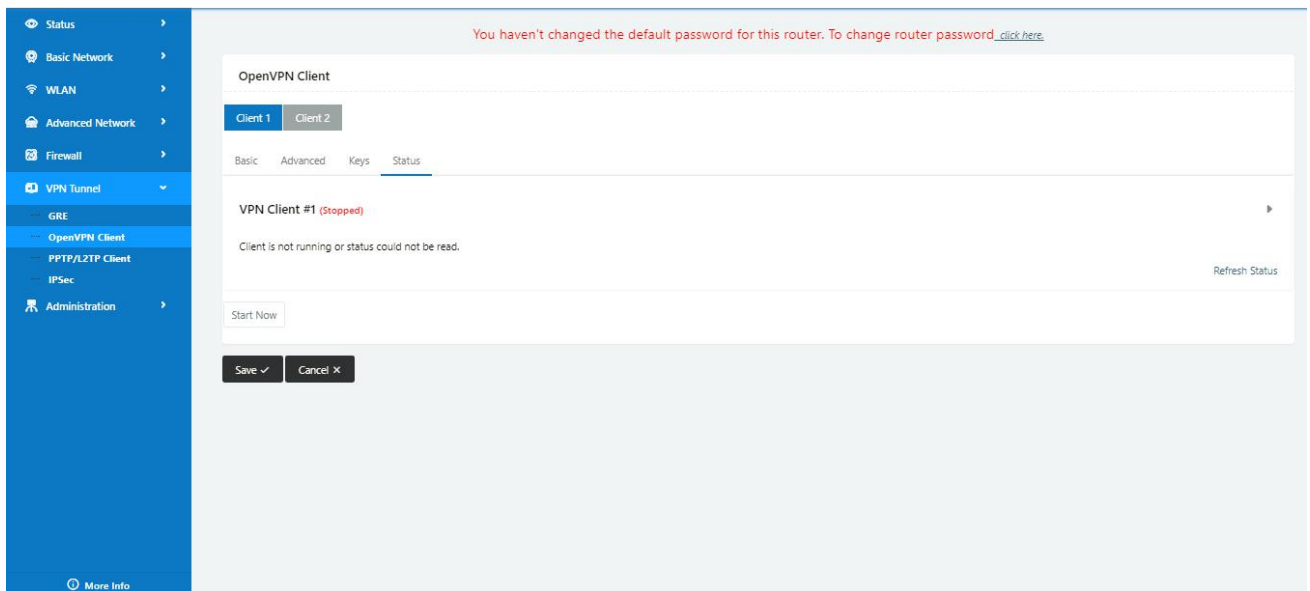 Status
Basic Network
WLAN
Advanced Network
Firewall
VPN Tunnel
GRE
OpenVPN Client
PPTP/L2TP Client
IPSec
Administration
More Info
You haven't changed the default password for this router. To change router password click here.
OpenVPN Client
Client 1 Client 2
Basic Advanced Keys Status
VPN Client #1 (Stopped)
Client is not running or status could not be read.
Refresh Status
Start Now
Save Cancel